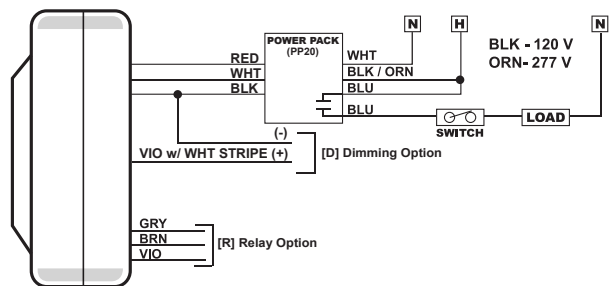 N
H
N
POWER PACK
(PP20)
BLK - 120 V
ORN- 277 V
RED
WHT
WHT
BLK / ORN
BLK
BLU
BLU
SWITCH
LOAD
(-)
VIO w/ WHT STRIPE (+)
[D] Dimming Option
GRY
BRN
VIO
[R] Relay Option